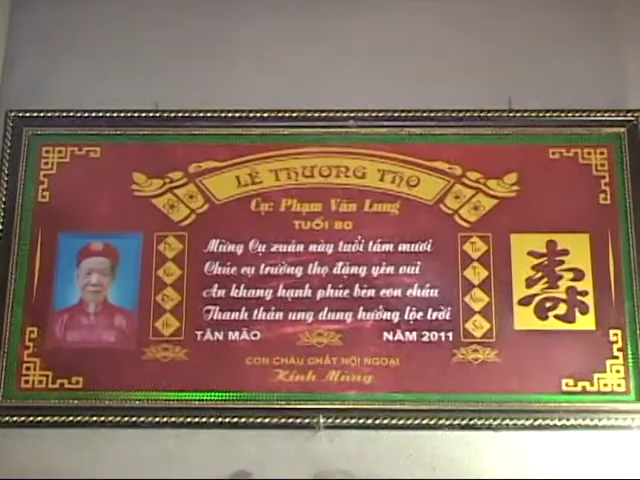 LỄ THƯỢNG THỌ
Cụ: Phạm Văn Lung
TUỔI 80
Mừng Cụ xuân này tuổi tám mươi
Chúc cụ trường thọ đặng yên vui
An khang hạnh phúc bên con cháu
Thanh thản ung dung hưởng lộc trời
TÂN MÃO NĂM 2011
CON CHÁU CHẮT NỘI NGOẠI
Kính Mừng
壽